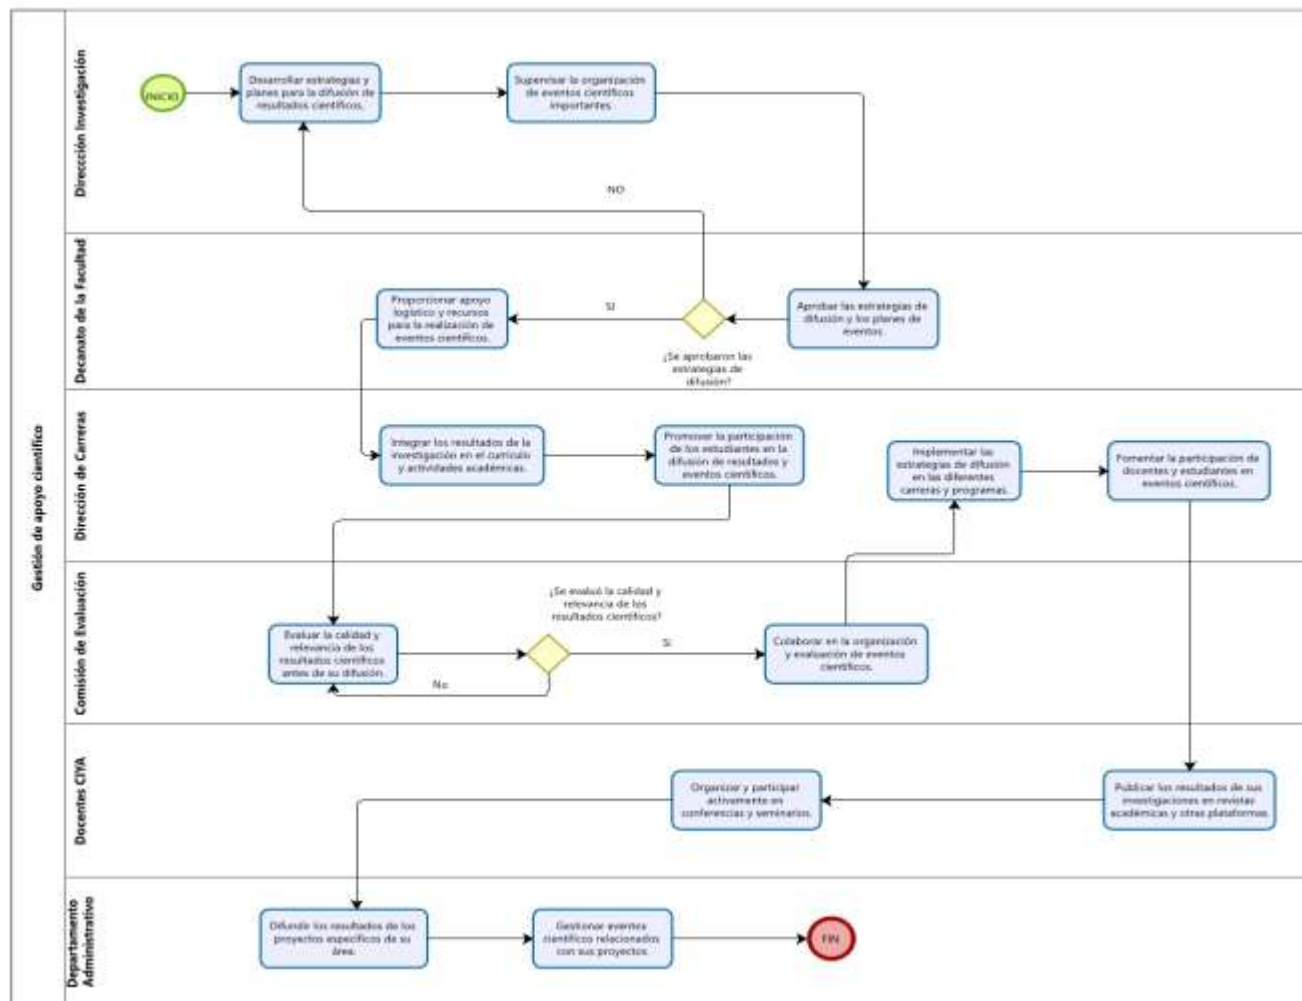 Gestión de apoyo científico
Direccción Investigación
INICIO
Desarrollar estrategias y
planes para la difusión de
resultados científicos.
Supervisar la organización
de eventos científicos
importantes.
NO
Decanato de la Facultad
Proporcionar apoyo
logístico y recursos
para la realización de
eventos científicos.
SI
¿Se aprobaron las
estrategias de
difusión?
Aprobar las estrategias de
difusión y los planes de
eventos.
Dirección de Carreras
Integrar los resultados de la
investigación en el currículo
y actividades académicas.
Promover la participación
de los estudiantes en la
difusión de resultados y
eventos científicos.
Implementar las
estrategias de difusión
en las diferentes
carreras y programas.
Fomentar la participación de
docentes y estudiantes en
eventos científicos.
Comisión de Evaluación
Evaluar la calidad y
relevancia de los
resultados científicos
antes de su difusión.
¿Se evaluó la calidad y
relevancia de los
resultados científicos?
No
Si
Colaborar en la organización
y evaluación de eventos
científicos.
Docentes CIYA
Organizar y participar
activamente en
conferencias y seminarios.
Publicar los resultados de sus
investigaciones en revistas
académicas y otras plataformas.
Departamento
Administrativo
Difundir los resultados de los
proyectos específicos de su
área.
Gestionar eventos
científicos relacionados
con sus proyectos.
FIN